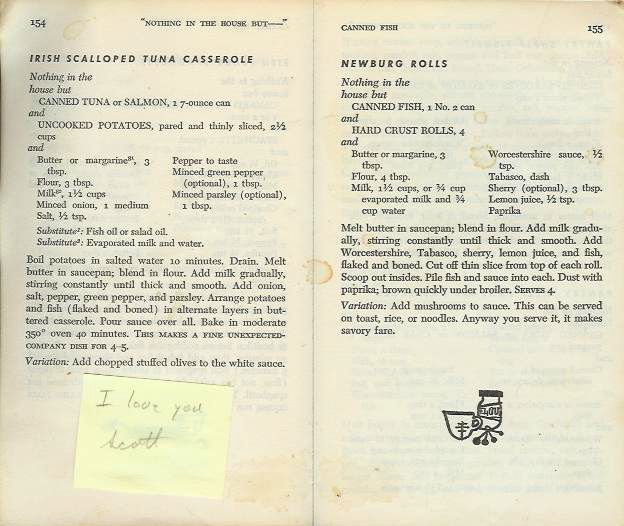 154 "NOTHING IN THE HOUSE BUT——"
IRISH SCALLOPED TUNA CASSEROLE
Nothing in the
house but
CANNED TUNA or SALMON, 1 7-ounce can
and
UNCOOKED POTATOES, pared and thinly sliced, 2½
cups
and
Butter or margarine, 3
tbsp.
Flour, 3 tbsp.
Milk, 1½ cups
Minced onion, 1 medium
Salt, ½ tsp.
Pepper to taste
Minced green pepper
(optional), 1 tbsp.
Minced parsley (optional),
1 tbsp.
Substitute¹: Fish oil or salad oil.
Substitute²: Evaporated milk and water.
Boil potatoes in salted water 10 minutes. Drain. Melt
butter in saucepan; blend in flour. Add milk gradually,
stirring constantly until thick and smooth. Add onion,
salt, pepper, green pepper, and parsley. Arrange potatoes
and fish (flaked and boned) in alternate layers in but-
tered casserole. Pour sauce over all. Bake in moderate
350° oven 40 minutes. THIS MAKES A FINE UNEXPECTED-
COMPANY DISH FOR 4-5.
Variation: Add chopped stuffed olives to the white sauce.
I love you
Scott
CANNED FISH 155
NEWBURG ROLLS
Nothing in the
house but
CANNED FISH, 1 No. 2 can
and
HARD CRUST ROLLS, 4
and
Butter or margarine, 3
tbsp.
Flour, 4 tbsp.
Milk, 1½ cups, or ¾ cup
evaporated milk and ¾
cup water
Worcestershire sauce, ½
tsp.
Tabasco, dash
Sherry (optional), 3 tbsp.
Lemon juice, ½ tsp.
Paprika
Melt butter in saucepan; blend in flour. Add milk gradu-
ally, stirring constantly until thick and smooth. Add
Worcestershire, Tabasco, sherry, lemon juice, and fish,
flaked and boned. Cut off thin slice from top of each roll.
Scoop out insides. Pile fish and sauce into each. Dust with
paprika; brown quickly under broiler. SERVES 4.
Variation: Add mushrooms to sauce. This can be served
on toast, rice, or noodles. Anyway you serve it, it makes
savory fare.